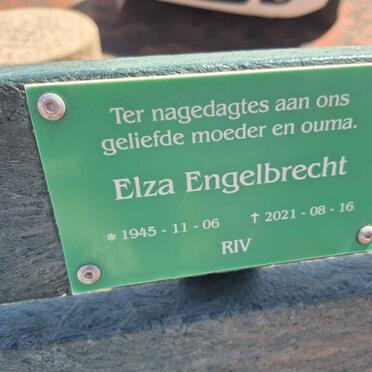 Ter nagedagtes aan ons
geliefde moeder en ouma.
Elza Engelbrecht
* 1945 - 11 - 06 † 2021 - 08 - 16
RIV